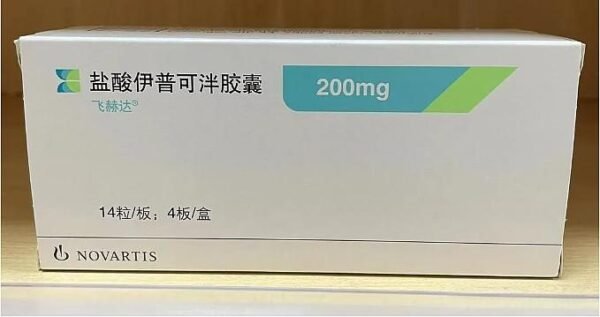 盐酸伊普可泮胶囊
飞赫达®
200mg
14粒/板；4板/盒
NOVARTIS